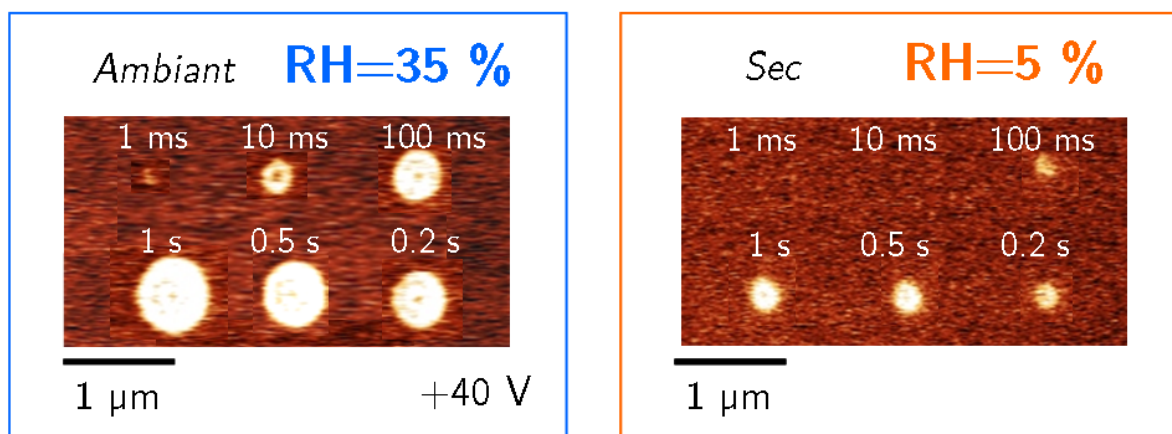 Ambiant RH=35 %
1 ms 10 ms 100 ms
1 s 0.5 s 0.2 s
1 μm +40 V
Sec RH=5 %
1 ms 10 ms 100 ms
1 s 0.5 s 0.2 s
1 μm